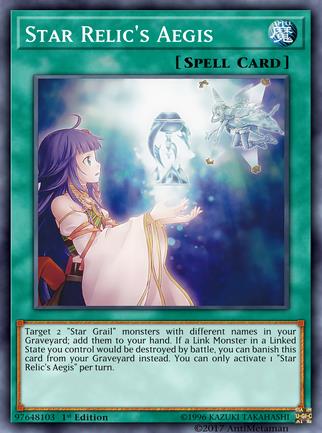 Star Relic's Aegis
[Spell Card]
Target 2 "Star Grail" monsters with different names in your
Graveyard; add them to your hand. If a Link Monster in a Linked
State you control would be destroyed by battle, you can banish this
card from your Graveyard instead. You can only activate 1 "Star
Relic's Aegis" per turn.
97648103 1st Edition ©1996 KAZUKI TAKAHASHI
©2017 AntiMetaman